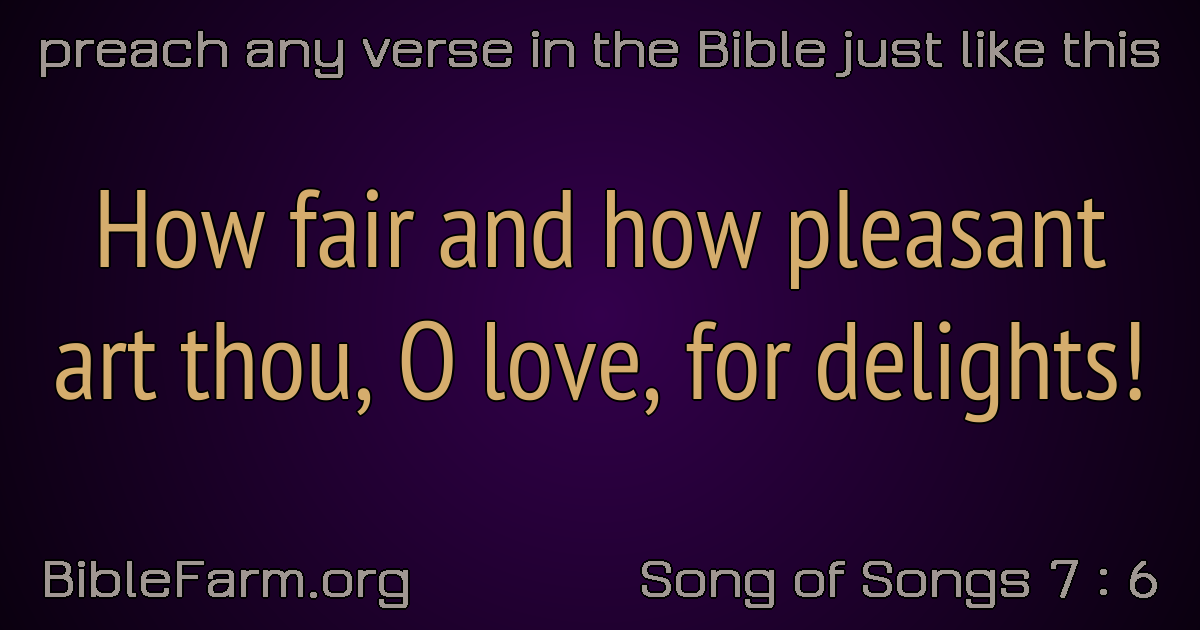 preach any verse in the Bible just like this
How fair and how pleasant
art thou, O love, for delights!
BibleFarm.org
Song of Songs 7 : 6